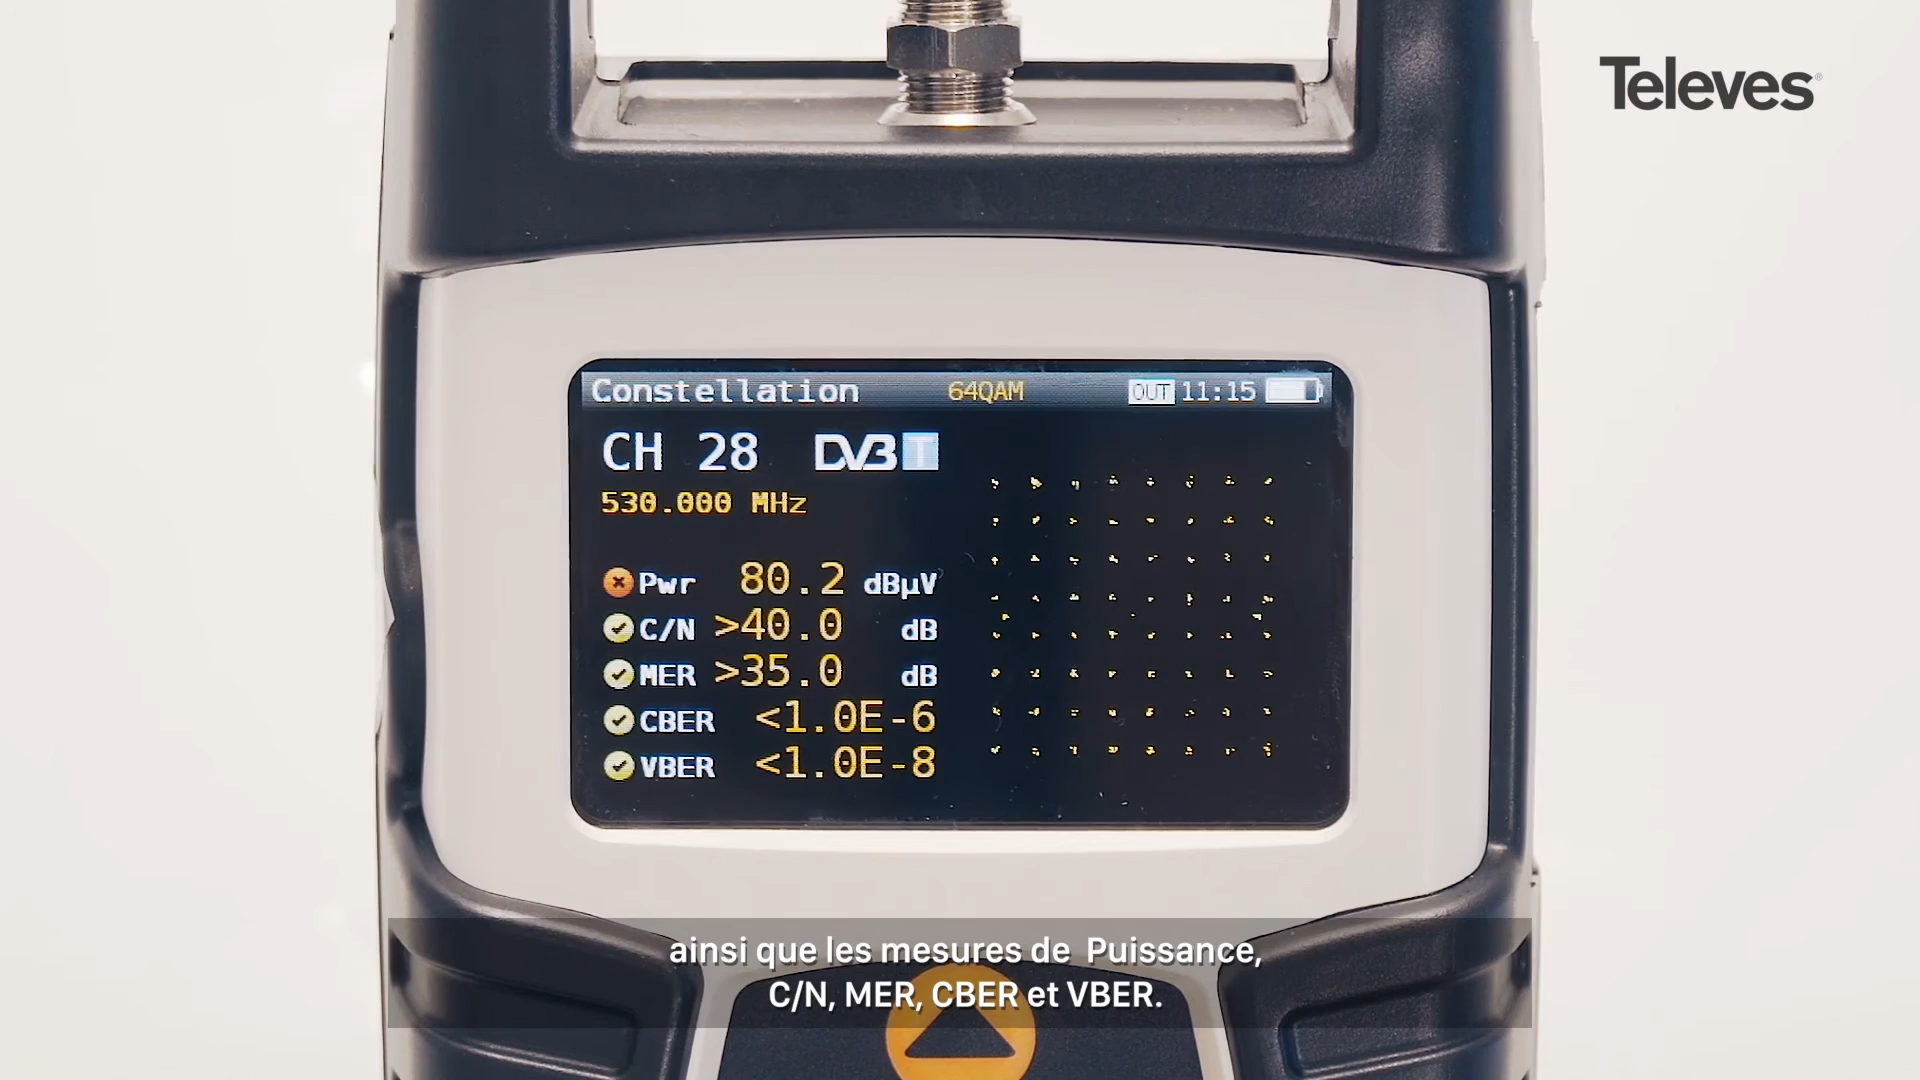 Televes
Constellation 64QAM OUT 11:15
CH 28 DVB T
530.000 MHz
Pwr 80.2 dBµV
C/N >40.0 dB
MER >35.0 dB
CBER <1.0E-6
VBER <1.0E-8
ainsi que les mesures de Puissance,
C/N, MER, CBER et VBER.